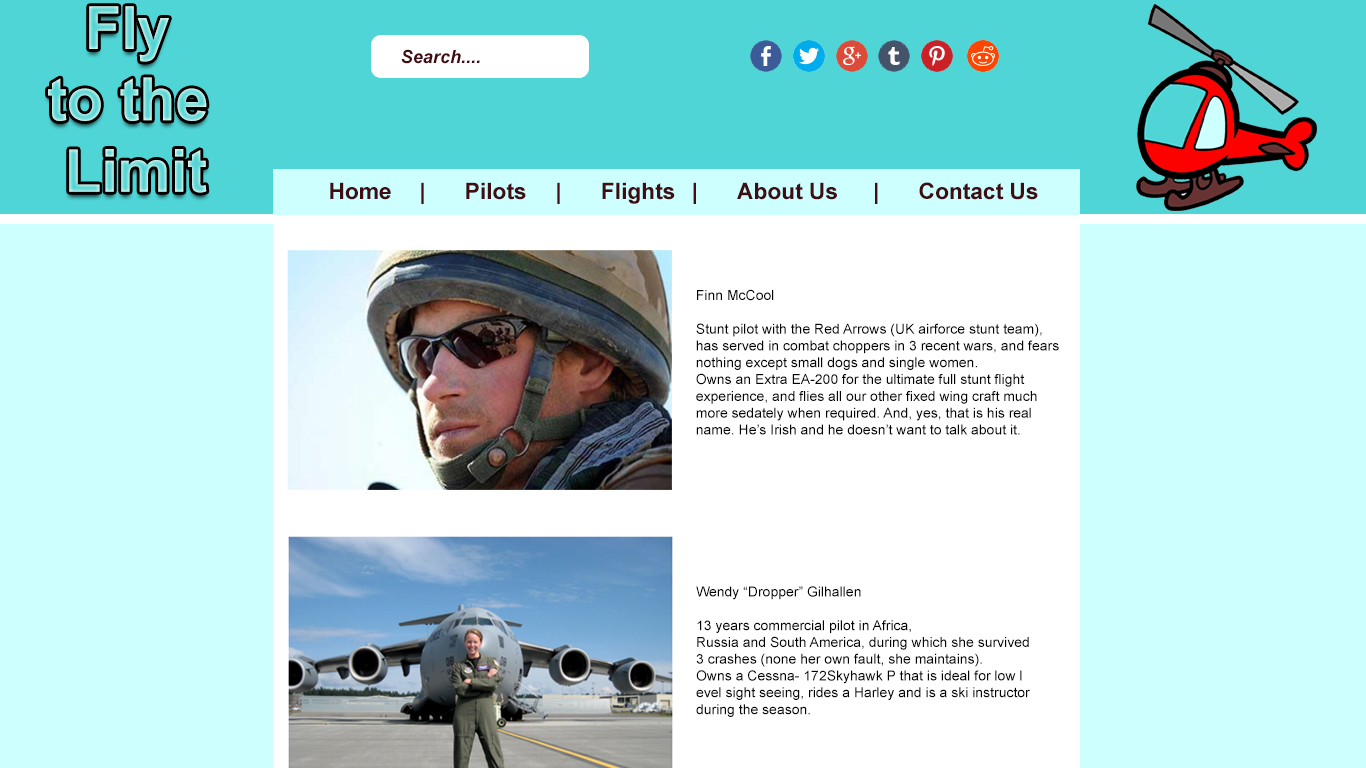 Fly
to the
Limit
Search....
f g+ t
Home | Pilots | Flights | About Us | Contact Us
Finn McCool
Stunt pilot with the Red Arrows (UK airforce stunt team),
has served in combat choppers in 3 recent wars, and fears
nothing except small dogs and single women.
Owns an Extra EA-200 for the ultimate full stunt flight
experience, and flies all our other fixed wing craft much
more sedately when required. And, yes, that is his real
name. He’s Irish and he doesn’t want to talk about it.
Wendy “Dropper” Gilhallen
13 years commercial pilot in Africa,
Russia and South America, during which she survived
3 crashes (none her own fault, she maintains).
Owns a Cessna- 172Skyhawk P that is ideal for low l
evel sight seeing, rides a Harley and is a ski instructor
during the season.